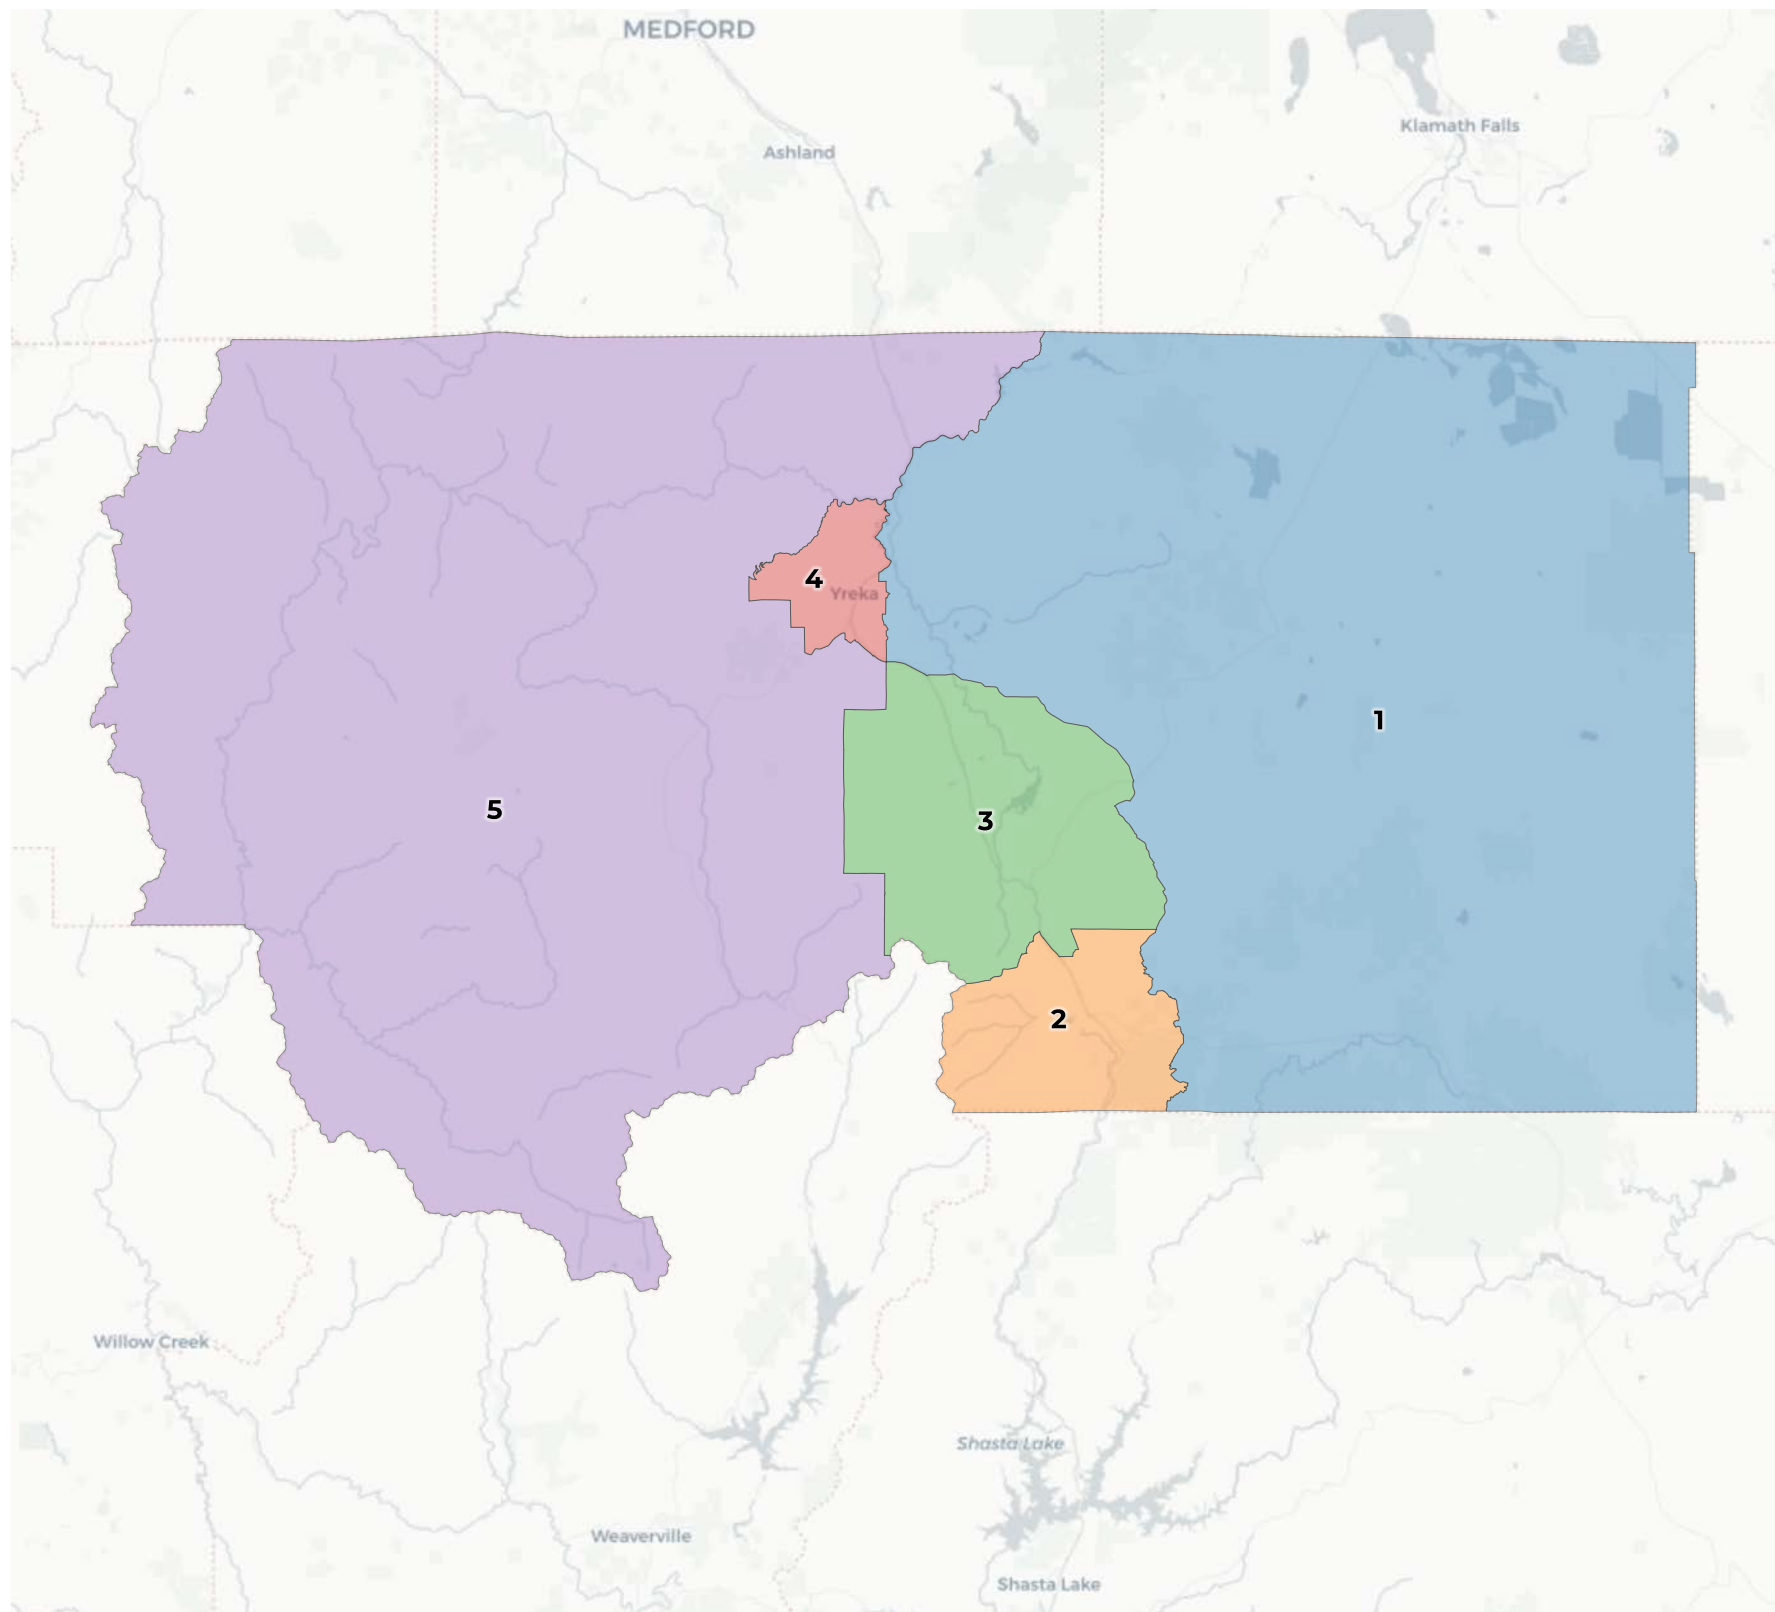 MEDFORD
Klamath Falls
Ashland
4
Yreka
1
5
3
2
Willow Creek
Shasta Lake
Weaverville
Shasta Lake